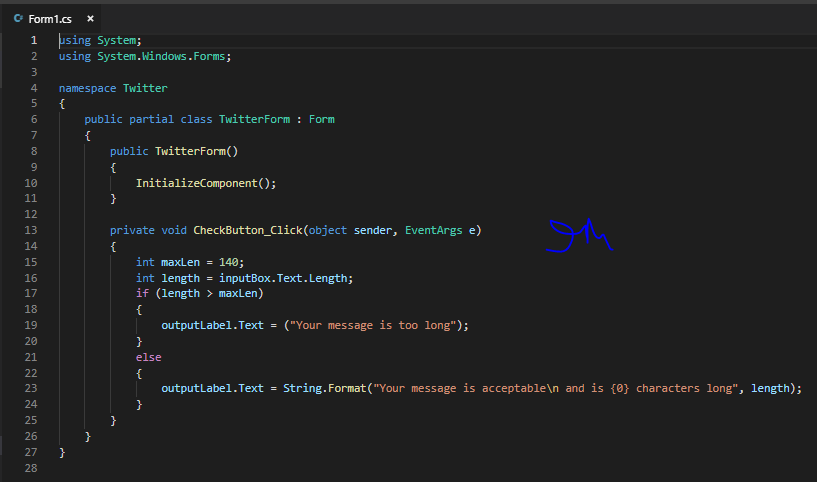 Form1.cs ×
1 using System;
2 using System.Windows.Forms;
3
4 namespace Twitter
5 {
6 public partial class TwitterForm : Form
7 {
8 public TwitterForm()
9 {
10 InitializeComponent();
11 }
12
13 private void CheckButton_Click(object sender, EventArgs e)
14 {
15 int maxLen = 140;
16 int length = inputBox.Text.Length;
17 if (length > maxLen)
18 {
19 outputLabel.Text = ("Your message is too long");
20 }
21 else
22 {
23 outputLabel.Text = String.Format("Your message is acceptable\n and is {0} characters long", length);
24 }
25 }
26 }
27 }
28